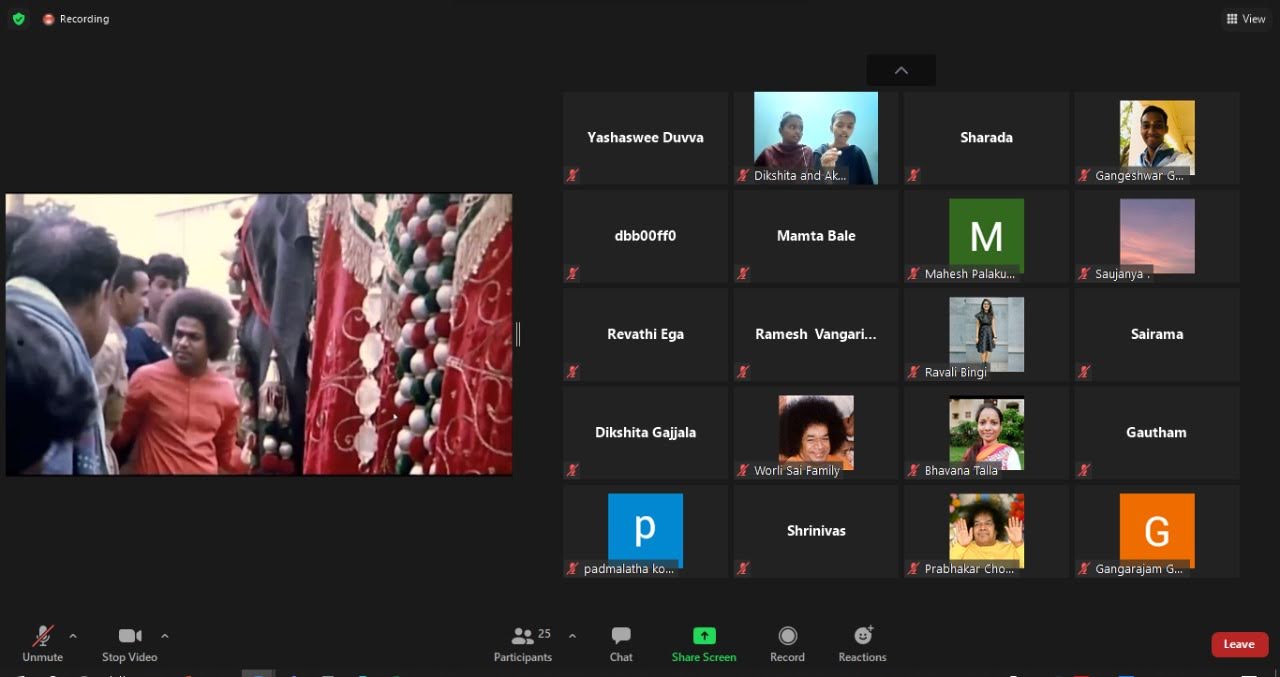 Recording
View
Yashaswee Duvva
Dikshita and Ak...
Sharada
Gangeshwar G...
dbb00ff0
Mamta Bale
M
Mahesh Palaku...
Saujanya .
Revathi Ega
Ramesh Vangari...
Ravali Bingi
Sairama
Dikshita Gajjala
Worli Sai Family
Bhavana Talla
Gautham
p
padmalatha ko...
Shrinivas
Prabhakar Cho...
G
Gangarajam G...
Unmute
Stop Video
25
Participants
Chat
Share Screen
Record
Reactions
Leave